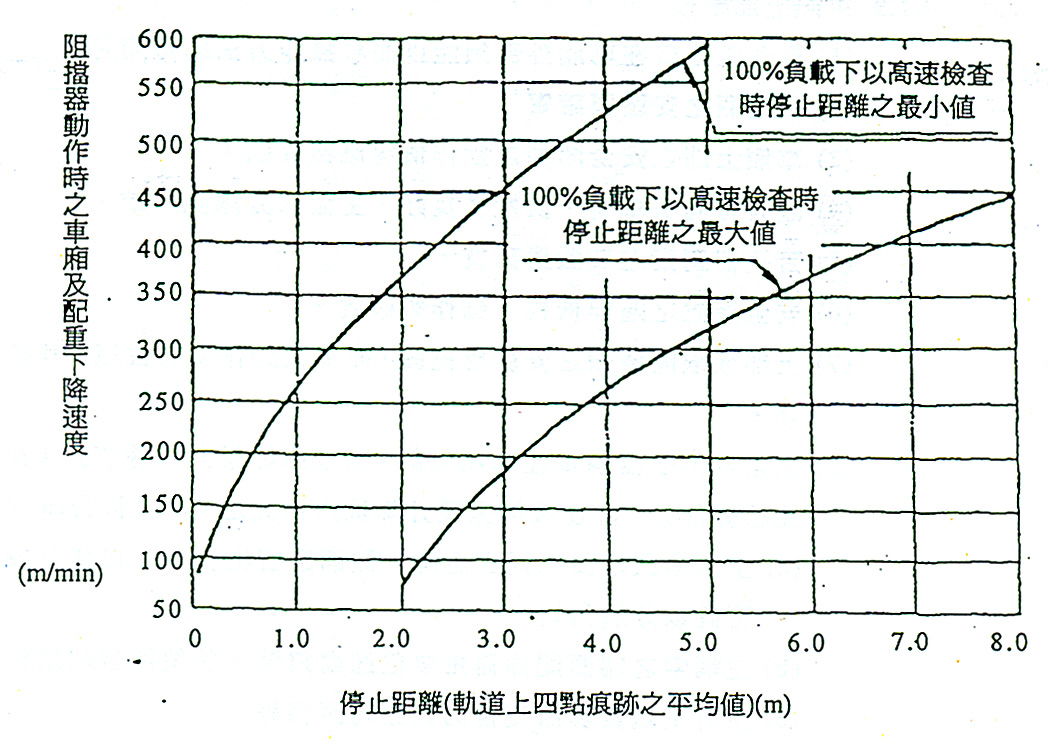 阻擋器動作時之車廂及配重下降速度
(m/min)
600
550
500
450
400
350
300
250
200
150
100
50
100%負載下以高速檢查
時停止距離之最小值
100%負載下以高速檢查時
停止距離之最大值
0 1.0 2.0 3.0 4.0 5.0 6.0 7.0 8.0
停止距離(軌道上四點痕跡之平均值)(m)